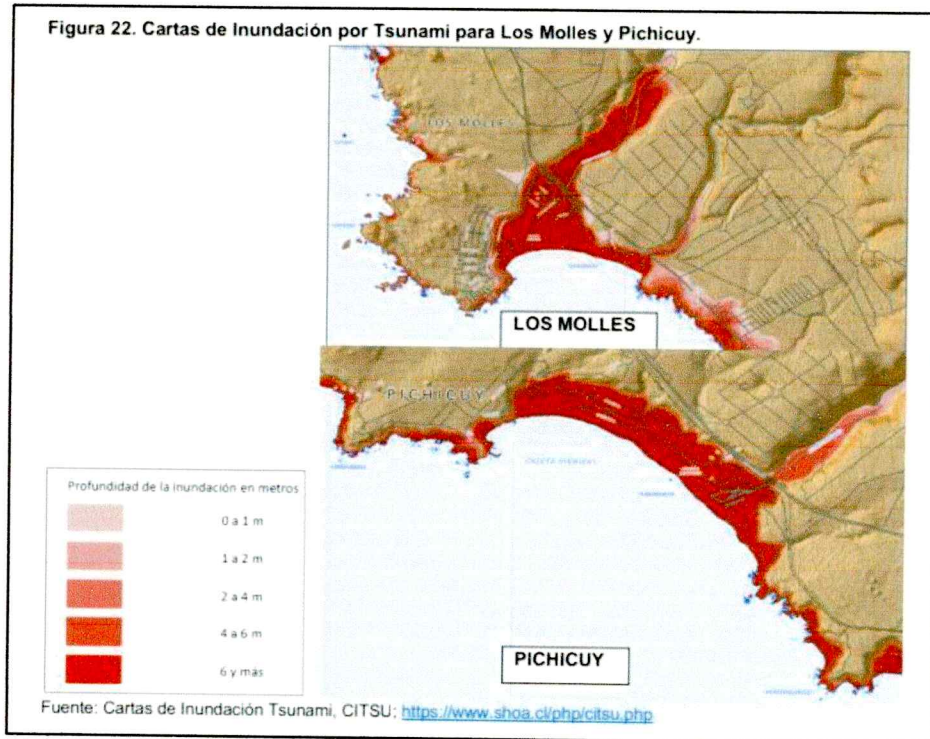 Figura 22. Cartas de Inundación por Tsunami para Los Molles y Pichicuy.
LOS MOLLES
LOS MOLLES
PICHICUY
PICHICUY
Profundidad de la inundación en metros
0 a 1 m
1 a 2 m
2 a 4 m
4 a 6 m
6 y más
Fuente: Cartas de Inundación Tsunami, CITSU; https://www.shoa.cl/php/citsu.php